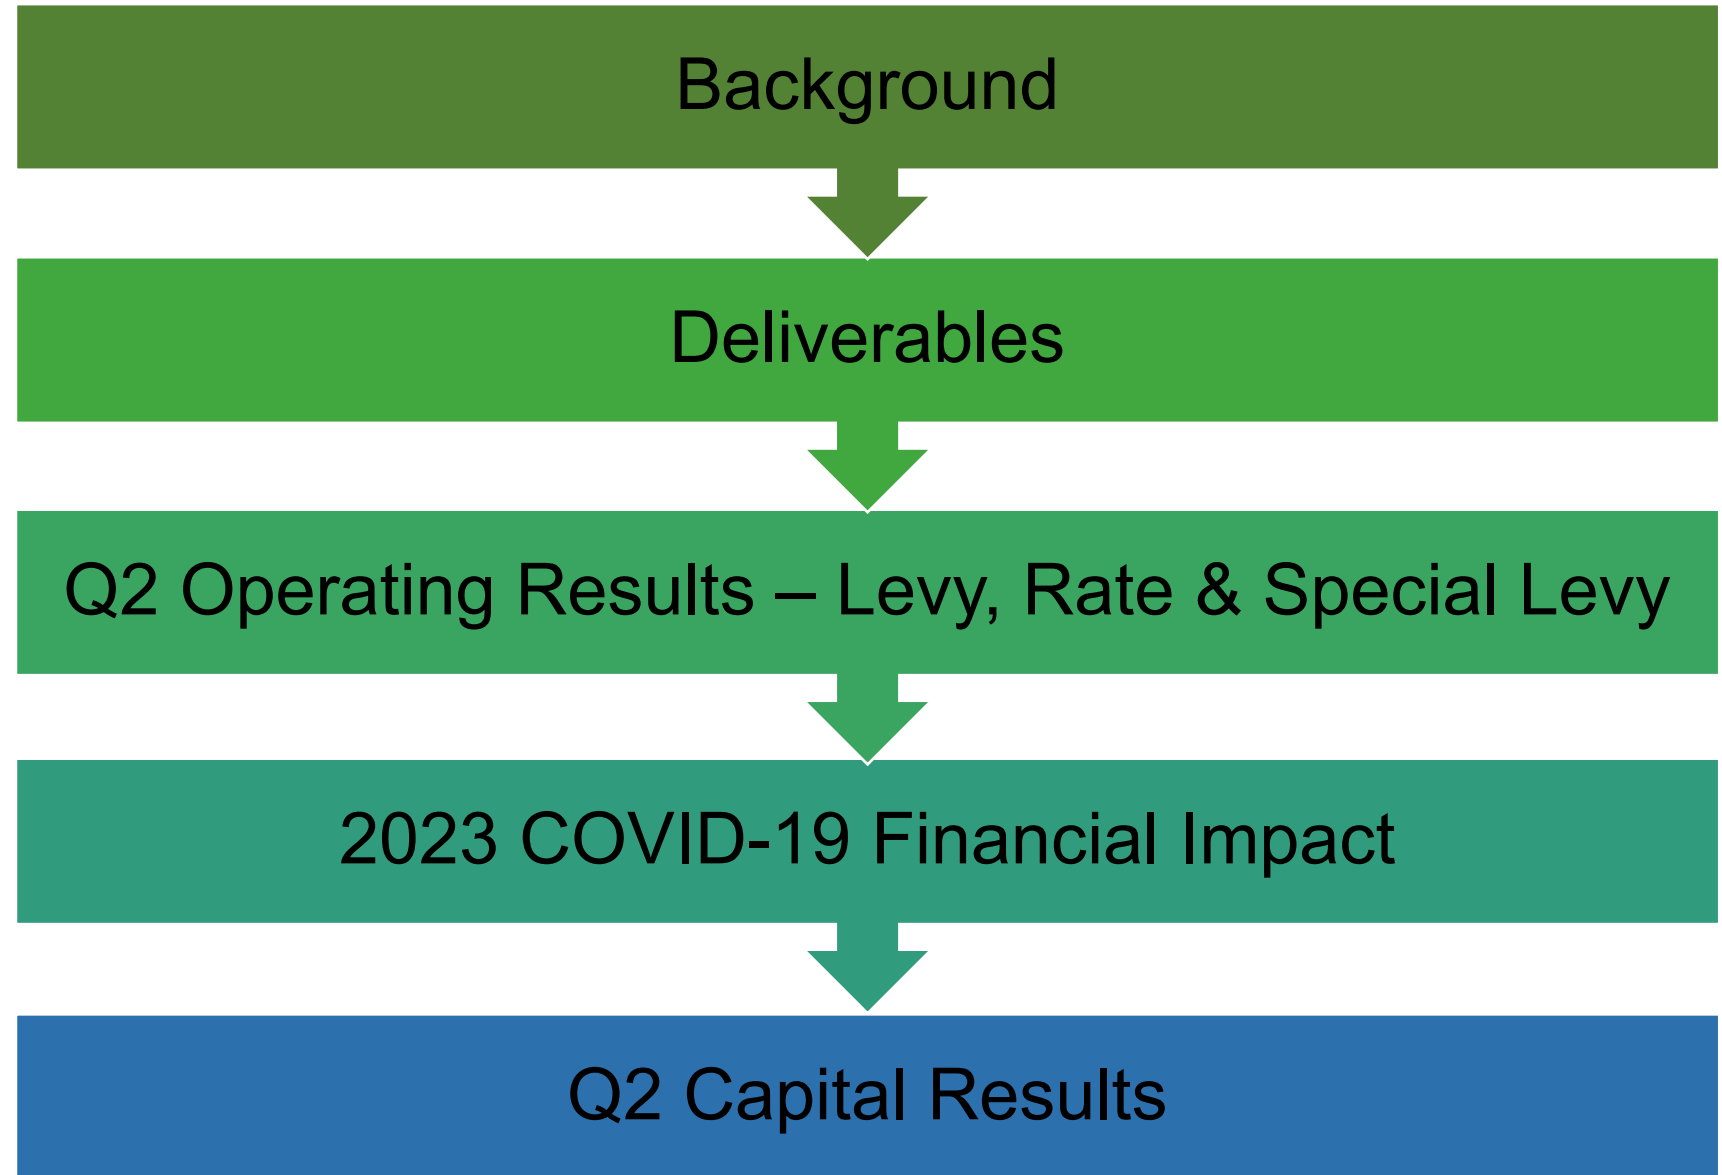 Background
Deliverables
Q2 Operating Results – Levy, Rate & Special Levy
2023 COVID-19 Financial Impact
Q2 Capital Results